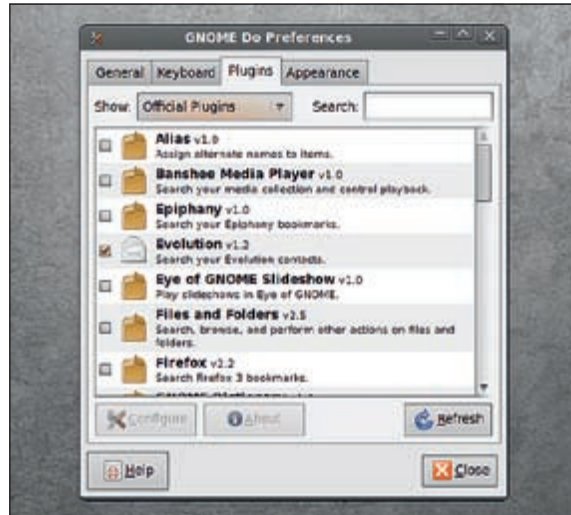 GNOME Do Preferences
General Keyboard Plugins Appearance
Show: Official Plugins Search:
Alias v1.0
Assign alternate names to items.
Banshee Media Player v1.0
Search your media collection and control playback.
Epiphany v1.0
Search your Epiphany bookmarks.
Evolution v1.2
Search your Evolution contacts.
Eye of GNOME Slideshow v1.0
Play slideshows in Eye of GNOME.
Files and Folders v2.5
Search, browse, and perform other actions on files and
folders.
Firefox v2.2
Search Firefox 3 bookmarks.
Configure About Refresh
Help Close